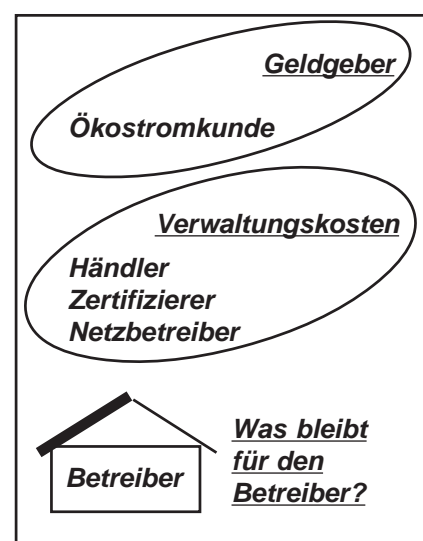 Geldgeber
Ökostromkunde
Verwaltungskosten
Händler
Zertifizierer
Netzbetreiber
Betreiber
Was bleibt
für den
Betreiber?